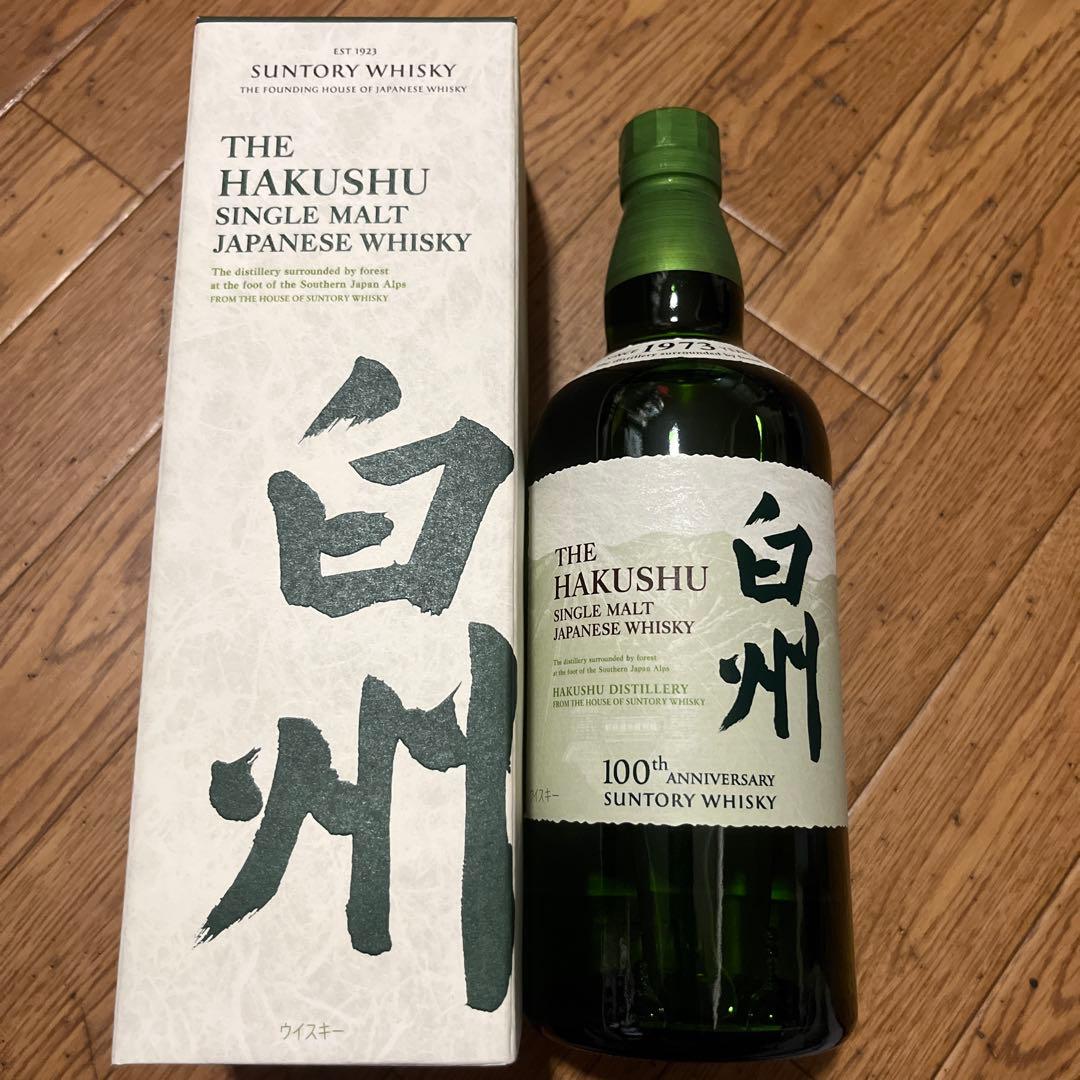 EST 1923
SUNTORY WHISKY
THE FOUNDING HOUSE OF JAPANESE WHISKY
THE
HAKUSHU
SINGLE MALT
JAPANESE WHISKY
The distillery surrounded by forest
at the foot of the Southern Japan Alps
FROM THE HOUSE OF SUNTORY WHISKY
白州
ウイスキー
1973
distillery surrounded by
THE
HAKUSHU
SINGLE MALT
JAPANESE WHISKY
The distillery surrounded by forest
at the foot of the Southern Japan Alps
HAKUSHU DISTILLERY
FROM THE HOUSE OF SUNTORY WHISKY
白州
100th ANNIVERSARY
SUNTORY WHISKY
ウイスキー